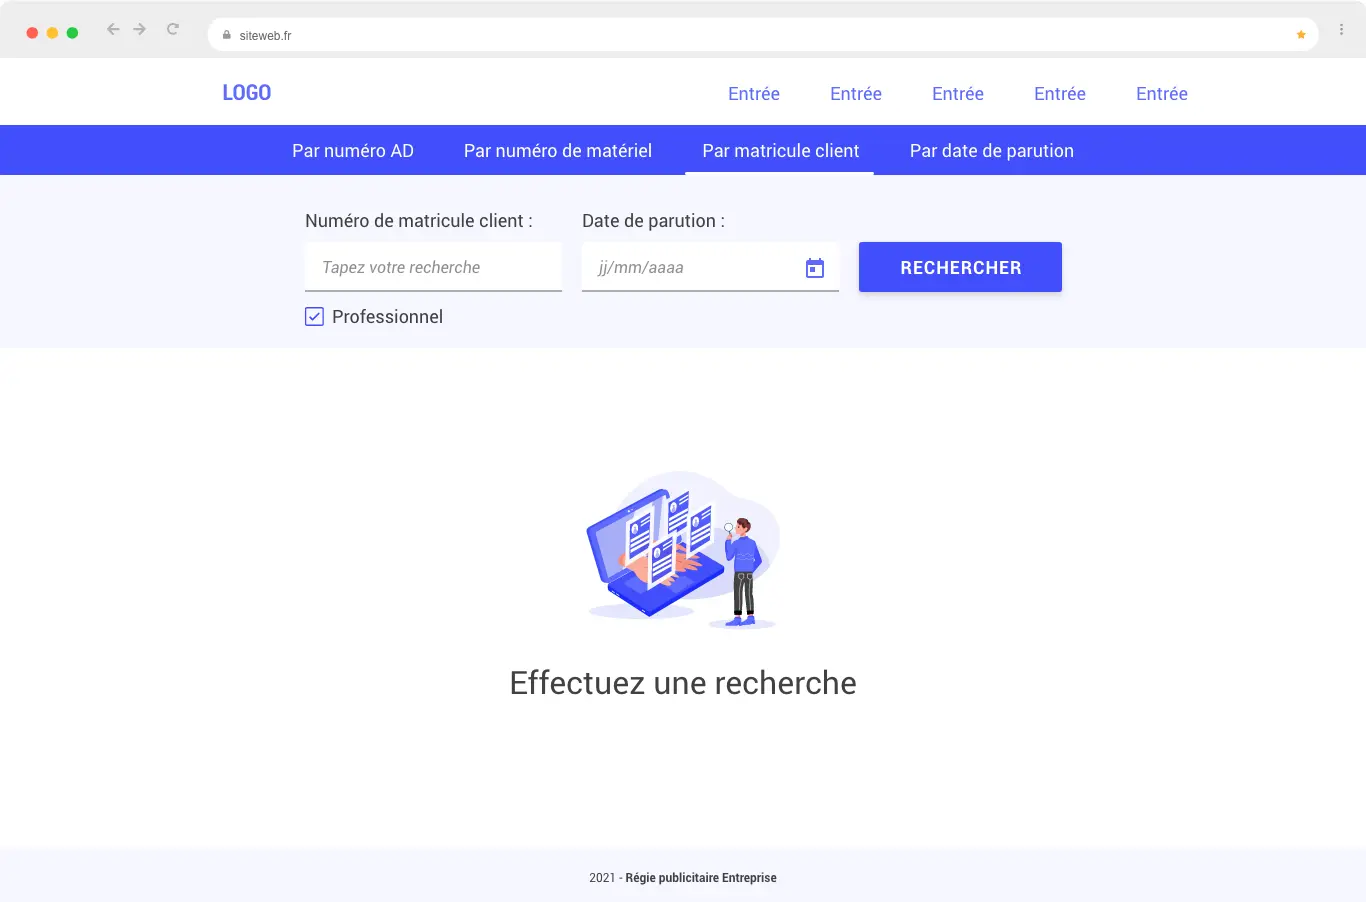 siteweb.fr
LOGO Entrée Entrée Entrée Entrée Entrée
Par numéro AD Par numéro de matériel Par matricule client Par date de parution
Numéro de matricule client : Date de parution :
Tapez votre recherche jj/mm/aaaa RECHERCHER
Professionnel
Effectuez une recherche
2021 - Régie publicitaire Entreprise